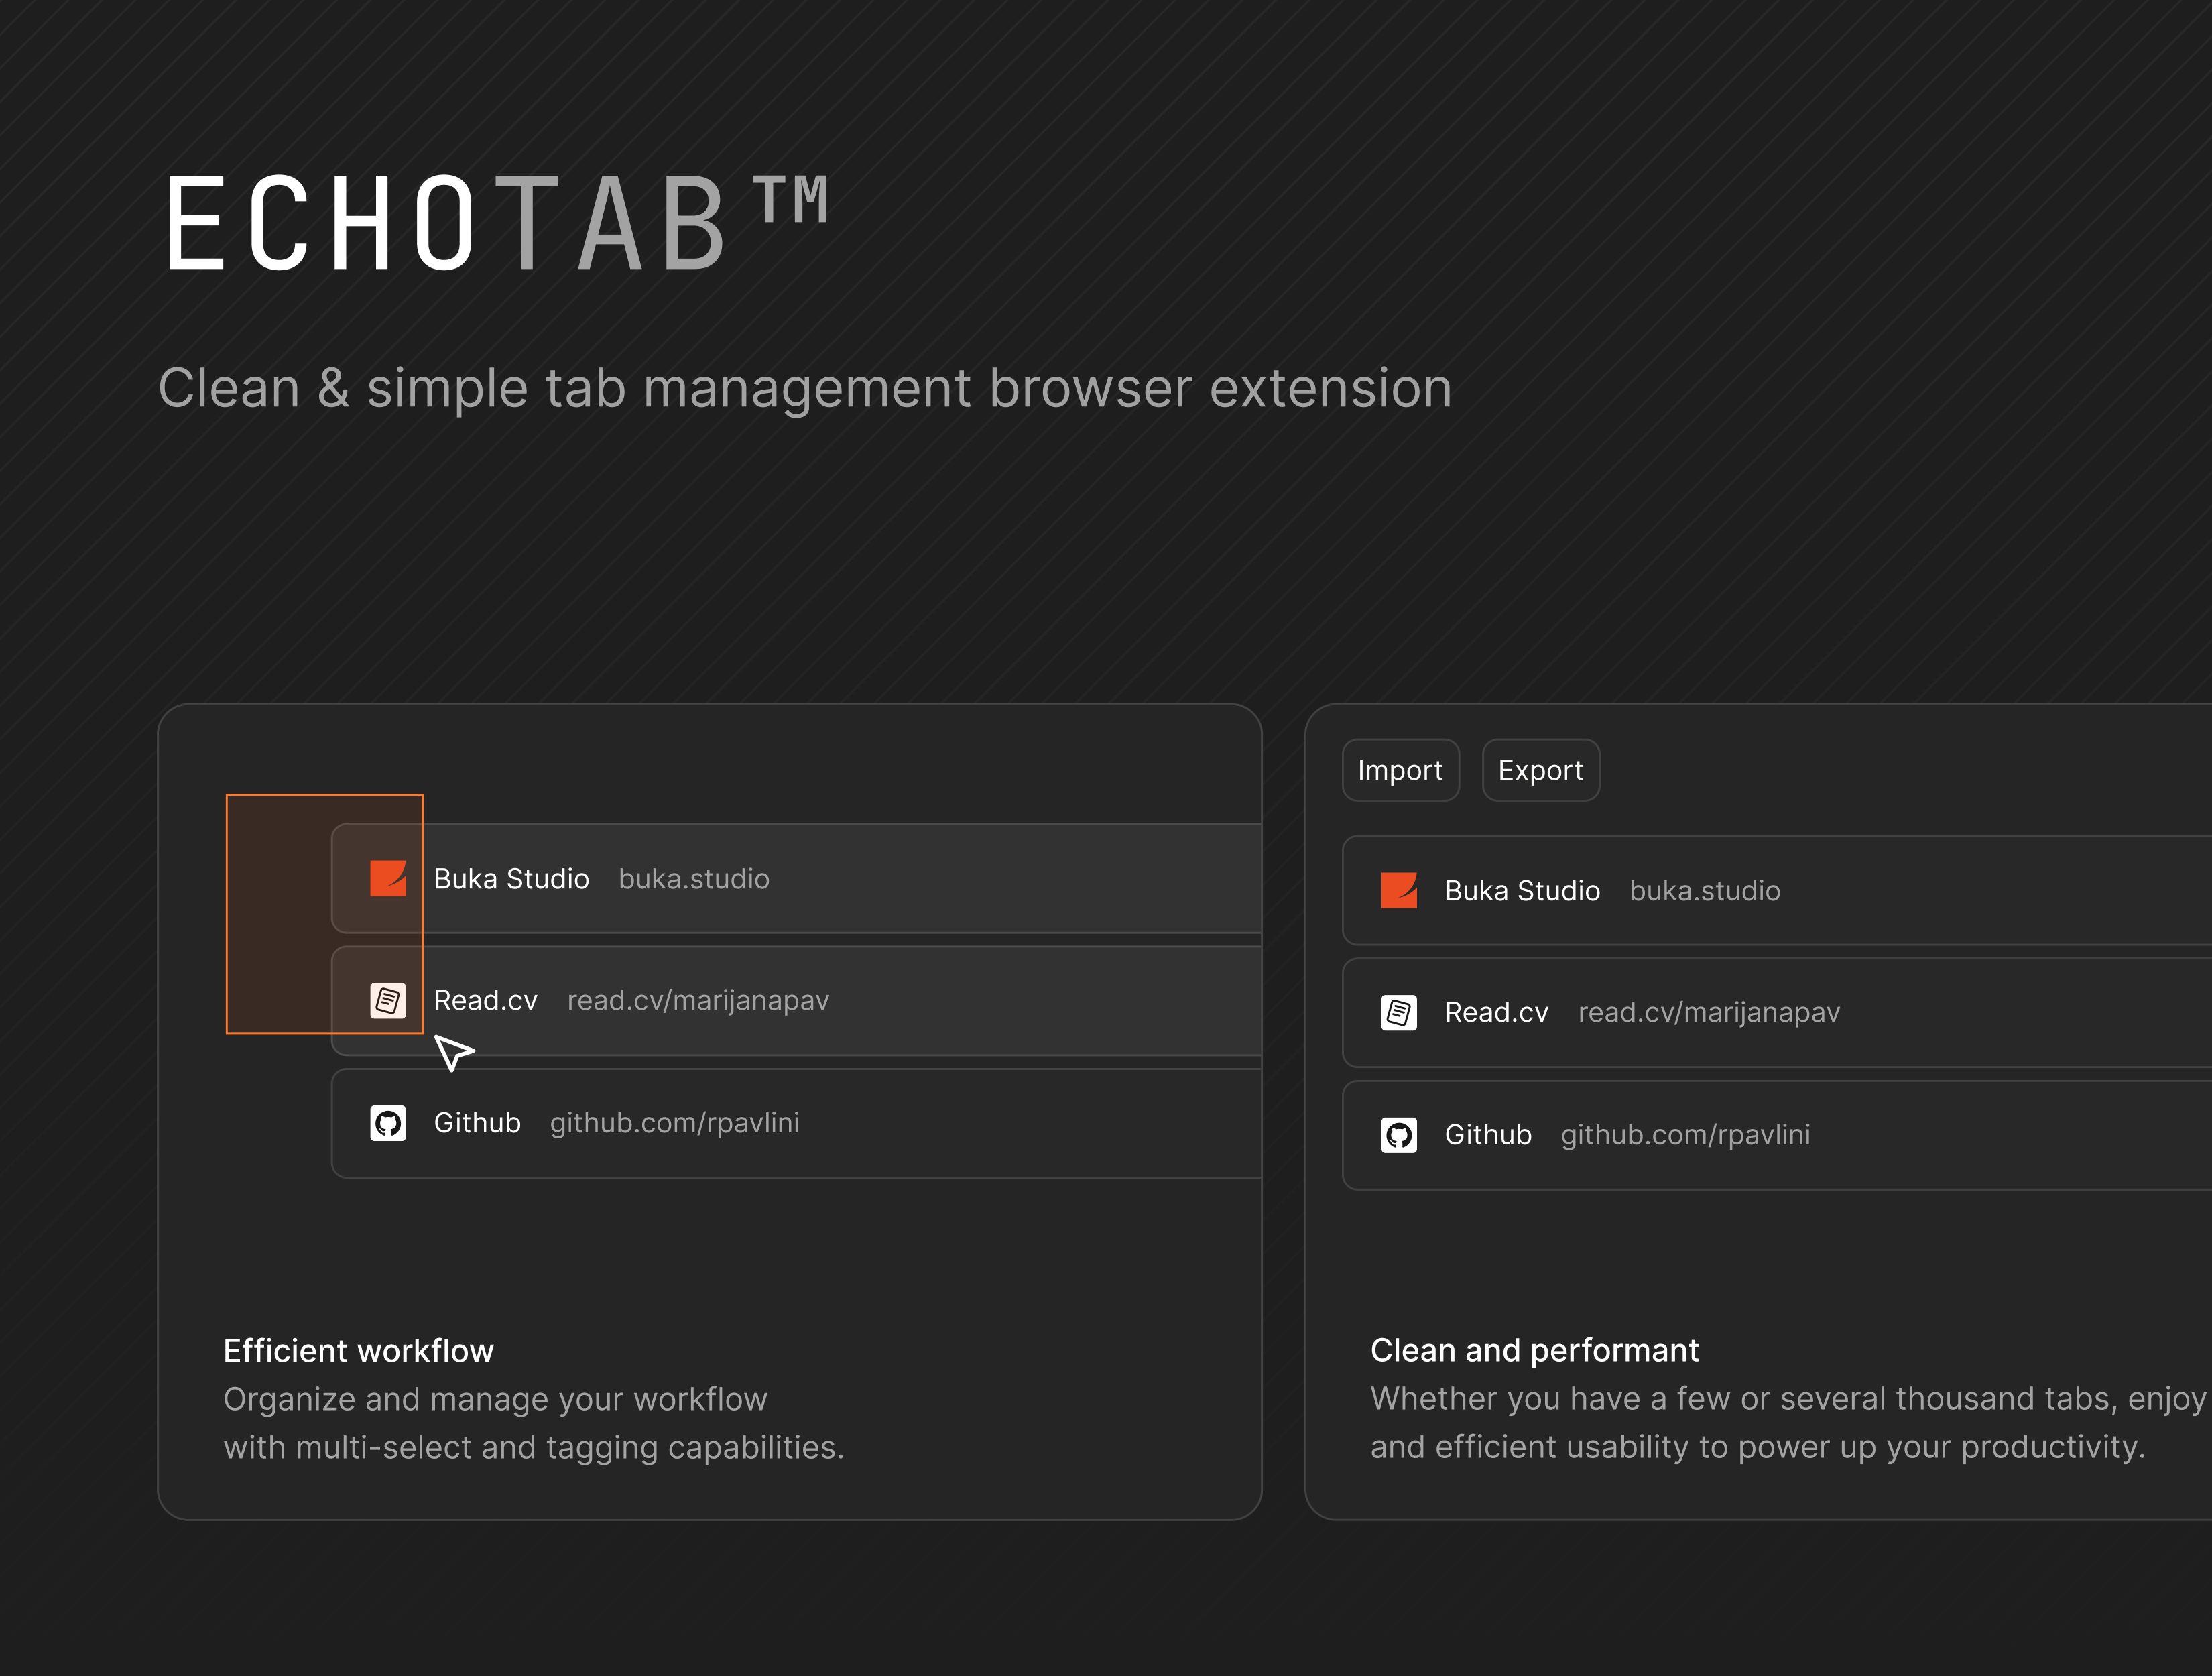 ECHOTAB™
Clean & simple tab management browser extension
Buka Studio buka.studio
Read.cv read.cv/marijanapav
Github github.com/rpavlini
Efficient workflow
Organize and manage your workflow
with multi-select and tagging capabilities.
Import Export
Buka Studio buka.studio
Read.cv read.cv/marijanapav
Github github.com/rpavlini
Clean and performant
Whether you have a few or several thousand tabs, enjoy
and efficient usability to power up your productivity.